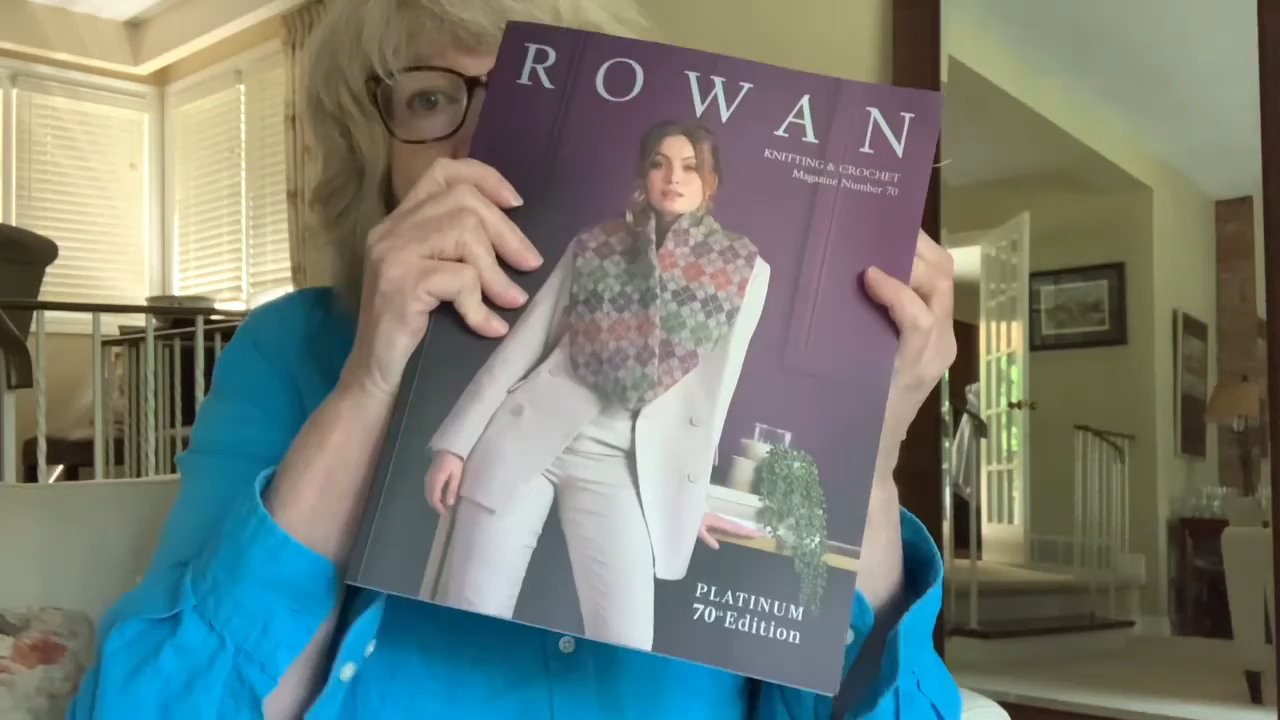 ROWAN
KNITTING & CROCHET
Magazine Number 70
PLATINUM
70th Edition